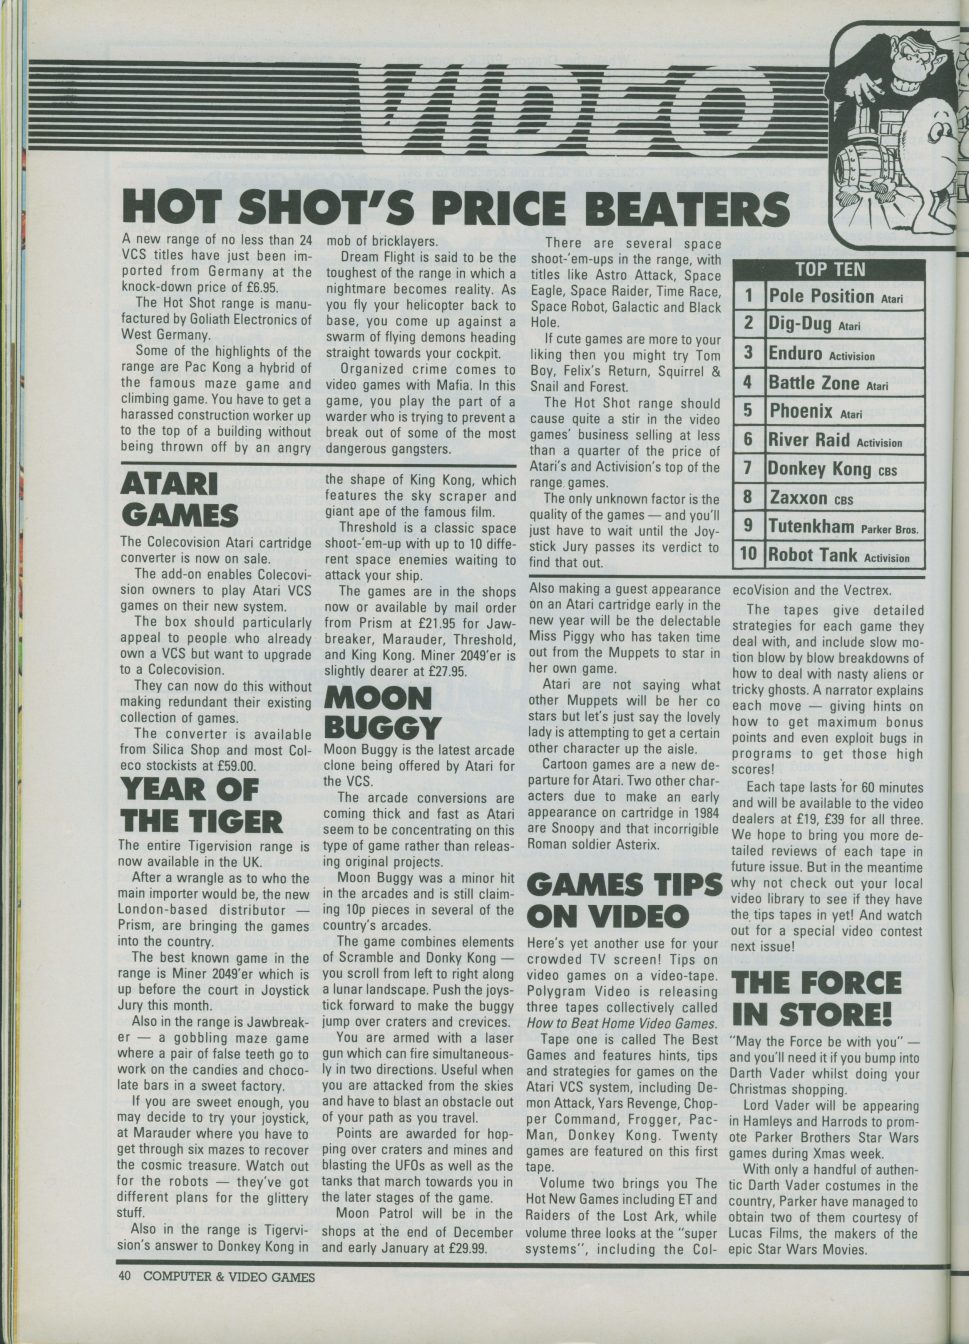 VIDEO
HOT SHOT'S PRICE BEATERS
A new range of no less than 24
VCS titles have just been im-
ported from Germany at the
knock-down price of £6.95.
The Hot Shot range is manu-
factured by Goliath Electronics of
West Germany.
Some of the highlights of the
range are Pac Kong a hybrid of
the famous maze game and
climbing game. You have to get a
harassed construction worker up
to the top of a building without
being thrown off by an angry
mob of bricklayers.
Dream Flight is said to be the
toughest of the range in which a
nightmare becomes reality. As
you fly your helicopter back to
base, you come up against a
swarm of flying demons heading
straight towards your cockpit.
Organized crime comes to
video games with Mafia. In this
game, you play the part of a
warder who is trying to prevent a
break out of some of the most
dangerous gangsters.
There are several space
shoot-'em-ups in the range, with
titles like Astro Attack, Space
Eagle, Space Raider, Time Race,
Space Robot, Galactic and Black
Hole.
If cute games are more to your
liking then you might try Tom
Boy, Felix's Return, Squirrel &
Snail and Forest.
The Hot Shot range should
cause quite a stir in the video
games' business selling at less
than a quarter of the price of
Atari's and Activision's top of the
range games.
The only unknown factor is the
quality of the games — and you'll
just have to wait until the Joy-
stick Jury passes its verdict to
find that out.
TOP TEN
1 Pole Position Atari
2 Dig-Dug Atari
3 Enduro Activision
4 Battle Zone Atari
5 Phoenix Atari
6 River Raid Activision
7 Donkey Kong CBS
8 Zaxxon CBS
9 Tutenkham Parker Bros.
10 Robot Tank Activision
ATARI
GAMES
The Colecovision Atari cartridge
converter is now on sale.
The add-on enables Colecovi-
sion owners to play Atari VCS
games on their new system.
The box should particularly
appeal to people who already
own a VCS but want to upgrade
to a Colecovision.
They can now do this without
making redundant their existing
collection of games.
The converter is available
from Silica Shop and most Col-
eco stockists at £59.00.
YEAR OF
THE TIGER
The entire Tigervision range is
now available in the UK.
After a wrangle as to who the
main importer would be, the new
London-based distributor —
Prism, are bringing the games
into the country.
The best known game in the
range is Miner 2049'er which is
up before the court in Joystick
Jury this month.
Also in the range is Jawbreak-
er — a gobbling maze game
where a pair of false teeth go to
work on the candies and choco-
late bars in a sweet factory.
If you are sweet enough, you
may decide to try your joystick,
at Marauder where you have to
get through six mazes to recover
the cosmic treasure. Watch out
for the robots — they've got
different plans for the glittery
stuff.
Also in the range is Tigervi-
sion's answer to Donkey Kong in
the shape of King Kong, which
features the sky scraper and
giant ape of the famous film.
Threshold is a classic space
shoot-'em-up with up to 10 diffe-
rent space enemies waiting to
attack your ship.
The games are in the shops
now or available by mail order
from Prism at £21.95 for Jaw-
breaker, Marauder, Threshold,
and King Kong. Miner 2049'er is
slightly dearer at £27.95.
MOON
BUGGY
Moon Buggy is the latest arcade
clone being offered by Atari for
the VCS.
The arcade conversions are
coming thick and fast as Atari
seem to be concentrating on this
type of game rather than releas-
ing original projects.
Moon Buggy was a minor hit
in the arcades and is still claim-
ing 10p pieces in several of the
country's arcades.
The game combines elements
of Scramble and Donky Kong —
you scroll from left to right along
a lunar landscape. Push the joys-
tick forward to make the buggy
jump over craters and crevices.
You are armed with a laser
gun which can fire simultaneous-
ly in two directions. Useful when
you are attacked from the skies
and have to blast an obstacle out
of your path as you travel.
Points are awarded for hop-
ping over craters and mines and
blasting the UFOs as well as the
tanks that march towards you in
the later stages of the game.
Moon Patrol will be in the
shops at the end of December
and early January at £29.99.
Also making a guest appearance
on an Atari cartridge early in the
new year will be the delectable
Miss Piggy who has taken time
out from the Muppets to star in
her own game.
Atari are not saying what
other Muppets will be her co
stars but let's just say the lovely
lady is attempting to get a certain
other character up the aisle.
Cartoon games are a new de-
parture for Atari. Two other char-
acters due to make an early
appearance on cartridge in 1984
are Snoopy and that incorrigible
Roman soldier Asterix.
GAMES TIPS
ON VIDEO
Here's yet another use for your
crowded TV screen! Tips on
video games on a video-tape.
Polygram Video is releasing
three tapes collectively called
How to Beat Home Video Games.
Tape one is called The Best
Games and features hints, tips
and strategies for games on the
Atari VCS system, including De-
mon Attack, Yars Revenge, Chop-
per Command, Frogger, Pac-
Man, Donkey Kong. Twenty
games are featured on this first
tape.
Volume two brings you The
Hot New Games including ET and
Raiders of the Lost Ark, while
volume three looks at the "super
systems", including the Col-
ecoVision and the Vectrex.
The tapes give detailed
strategies for each game they
deal with, and include slow mo-
tion blow by blow breakdowns of
how to deal with nasty aliens or
tricky ghosts. A narrator explains
each move — giving hints on
how to get maximum bonus
points and even exploit bugs in
programs to get those high
scores!
Each tape lasts for 60 minutes
and will be available to the video
dealers at £19, £39 for all three.
We hope to bring you more de-
tailed reviews of each tape in
future issue. But in the meantime
why not check out your local
video library to see if they have
the tips tapes in yet! And watch
out for a special video contest
next issue!
THE FORCE
IN STORE!
"May the Force be with you" —
and you'll need it if you bump into
Darth Vader whilst doing your
Christmas shopping.
Lord Vader will be appearing
in Hamleys and Harrods to prom-
ote Parker Brothers Star Wars
games during Xmas week.
With only a handful of authen-
tic Darth Vader costumes in the
country, Parker have managed to
obtain two of them courtesy of
Lucas Films, the makers of the
epic Star Wars Movies.
40 COMPUTER & VIDEO GAMES